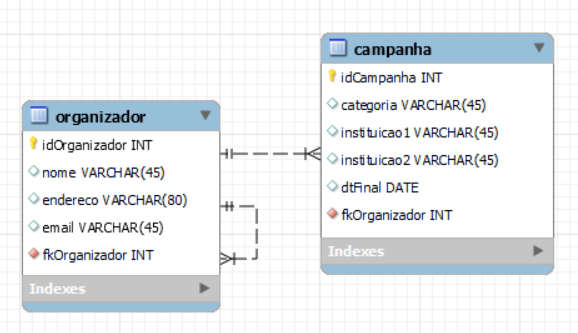 organizador
idOrganizador INT
nome VARCHAR(45)
endereco VARCHAR(80)
email VARCHAR(45)
fkOrganizador INT
Indexes
campanha
idCampanha INT
categoria VARCHAR(45)
instituicao1 VARCHAR(45)
instituicao2 VARCHAR(45)
dtFinal DATE
fkOrganizador INT
Indexes